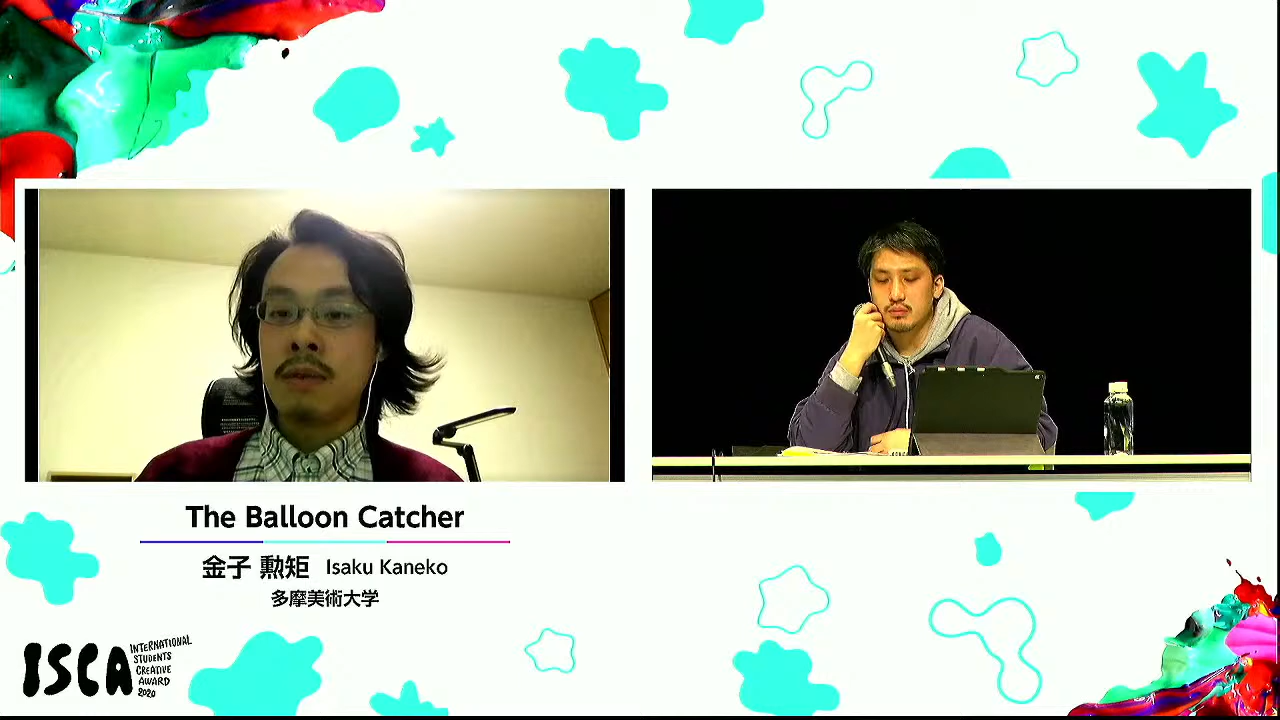 The Balloon Catcher
金子 勲矩 Isaku Kaneko
多摩美術大学
ISCA
INTERNATIONAL
STUDENTS
CREATIVE
AWARD
2020